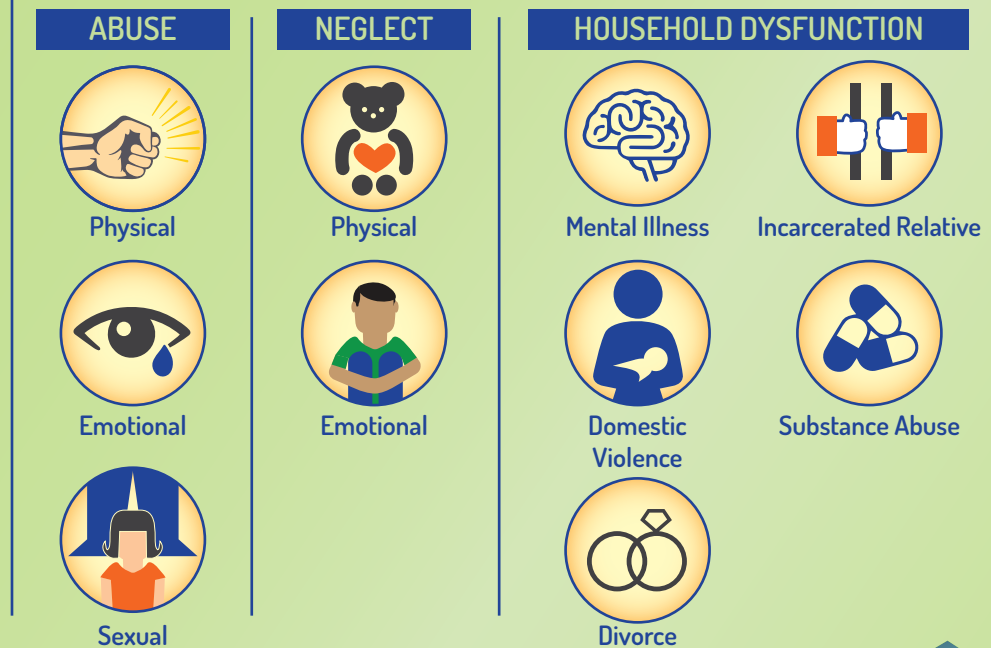 ABUSE
Physical
Emotional
Sexual
NEGLECT
Physical
Emotional
HOUSEHOLD DYSFUNCTION
Mental Illness
Incarcerated Relative
Domestic
Violence
Substance Abuse
Divorce